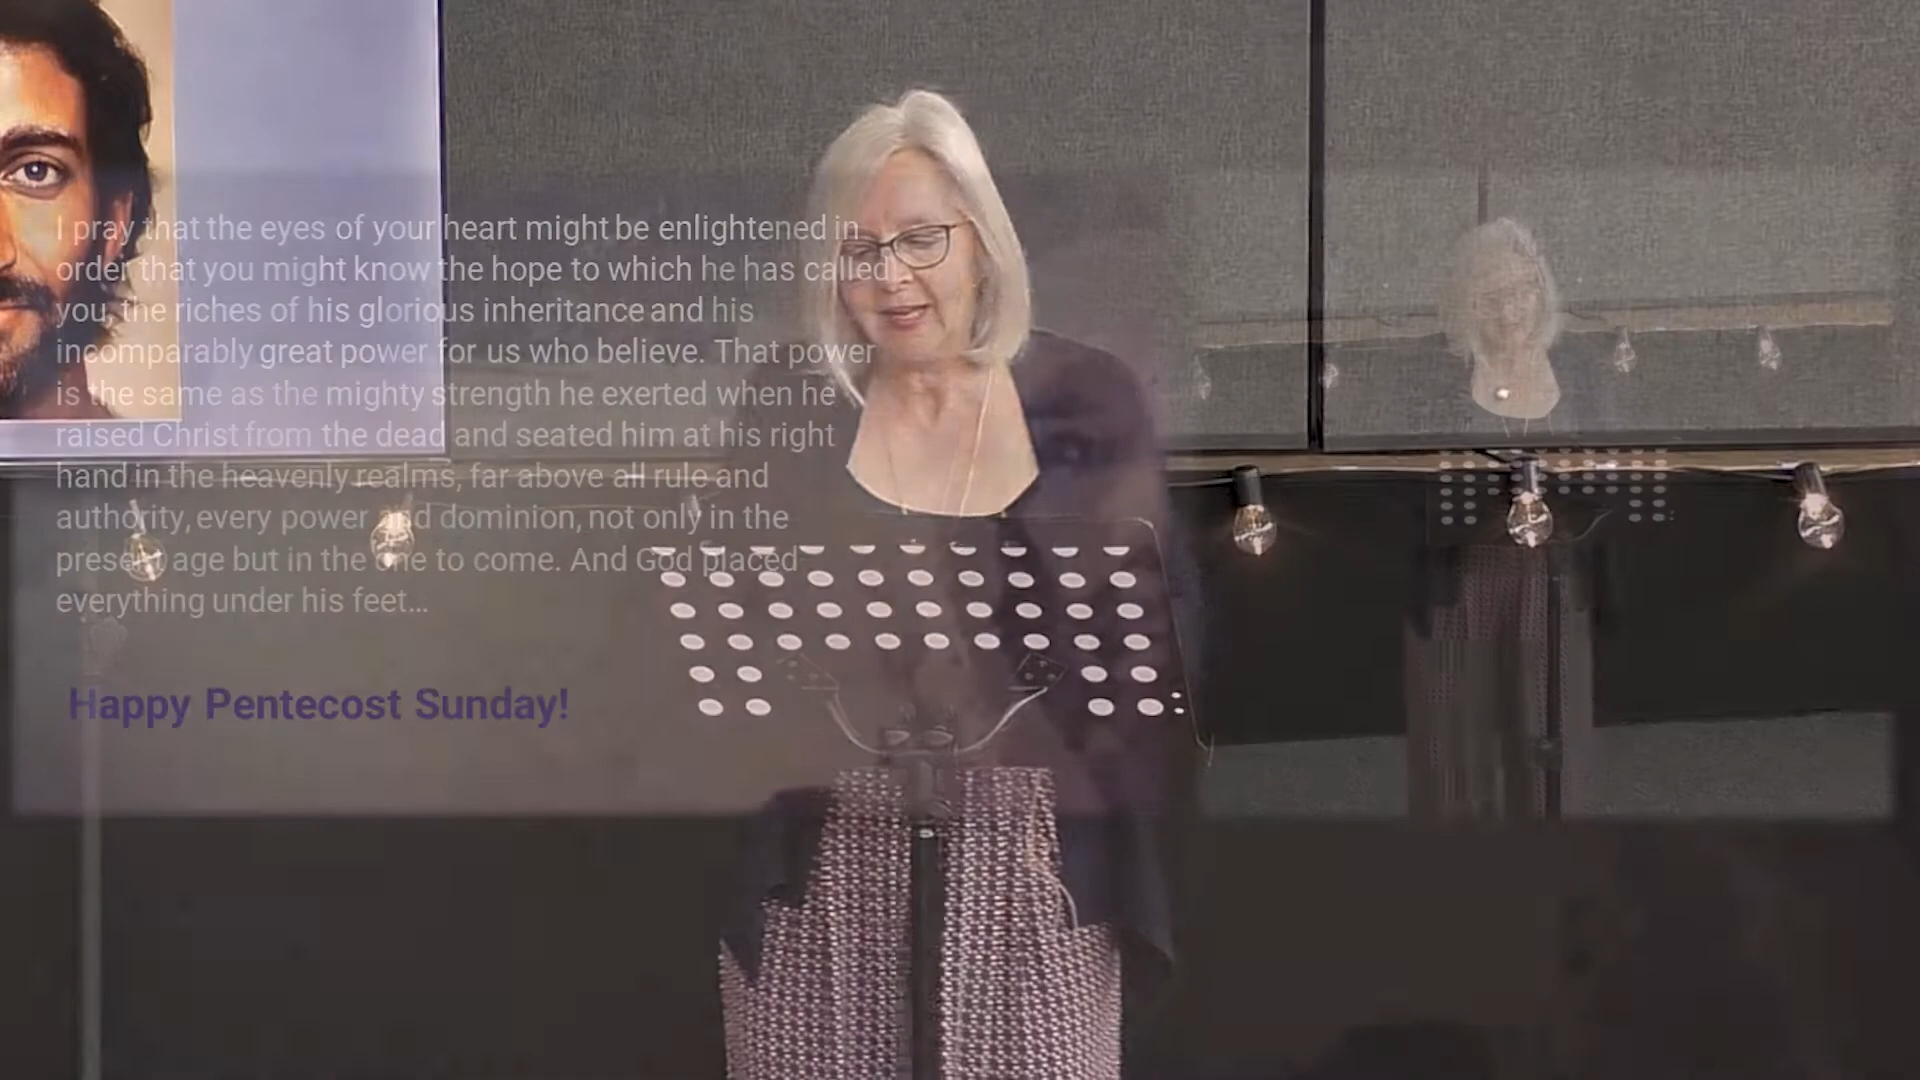 I pray that the eyes of your heart might be enlightened in
order that you might know the hope to which he has called
you, the riches of his glorious inheritance and his
incomparably great power for us who believe. That power
is the same as the mighty strength he exerted when he
raised Christ from the dead and seated him at his right
hand in the heavenly realms, far above all rule and
authority, every power and dominion, not only in the
present age but in the one to come. And God placed
everything under his feet...
Happy Pentecost Sunday!